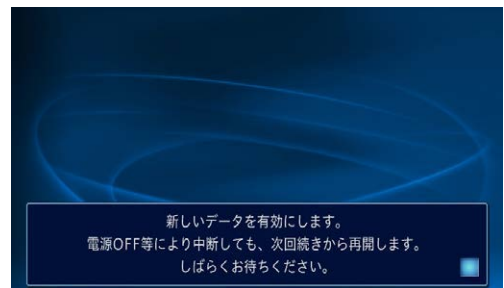 新しいデータを有効にします。
電源OFF等により中断しても、次回続きから再開します。
しばらくお待ちください。